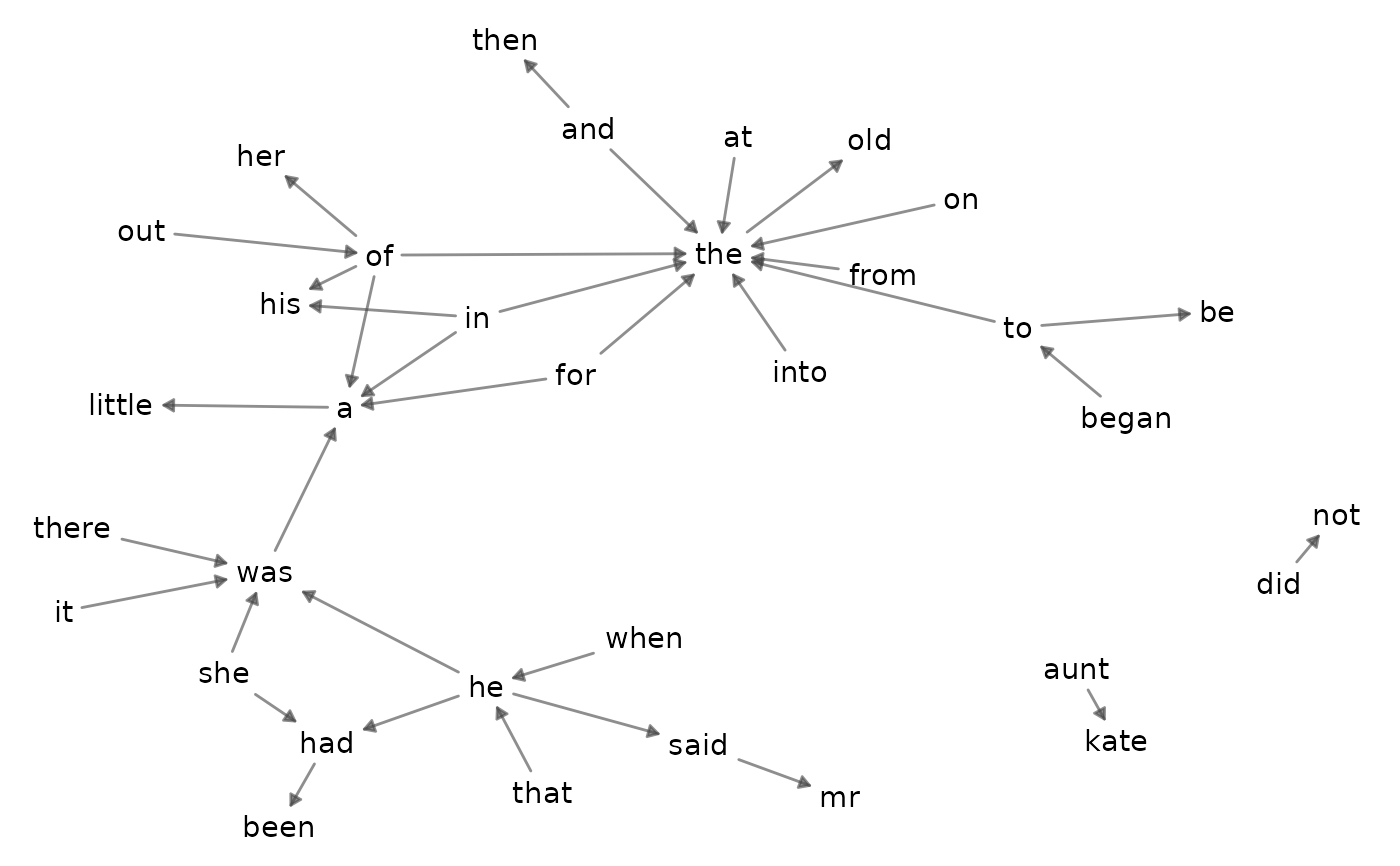 then
and
at
old
her
on
out
of
the
from
his
in
to
be
for
into
little
a
began
there
not
was
did
it
when
she
he
aunt
had
said
kate
that
mr
been